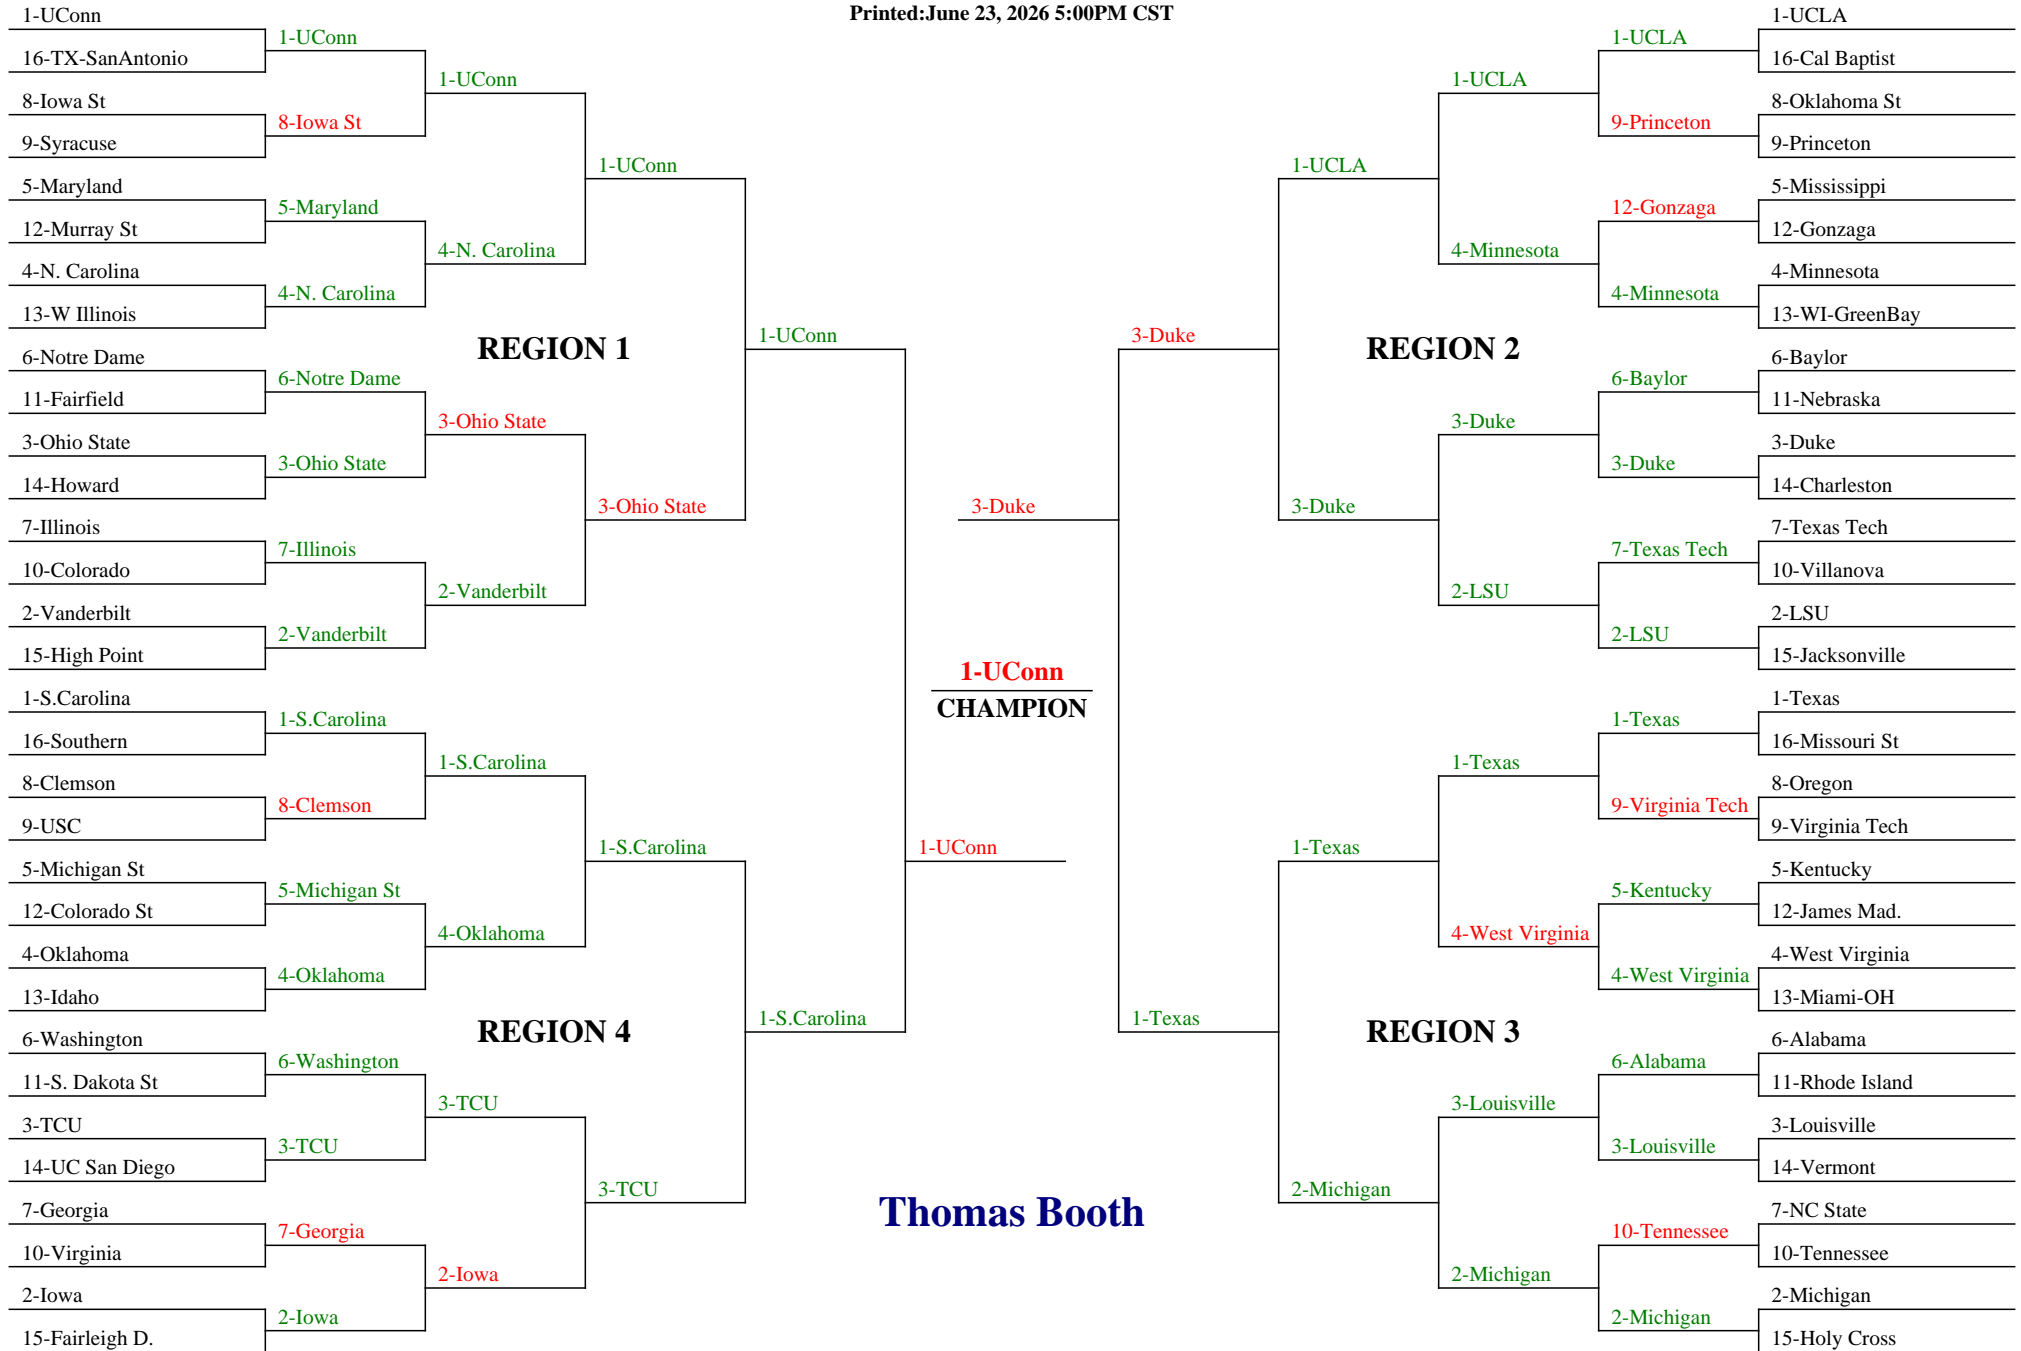 Printed:June 23, 2026 5:00PM CST
1-UConn
16-TX-SanAntonio
8-Iowa St
9-Syracuse
5-Maryland
12-Murray St
4-N. Carolina
13-W Illinois
6-Notre Dame
11-Fairfield
3-Ohio State
14-Howard
7-Illinois
10-Colorado
2-Vanderbilt
15-High Point
1-S.Carolina
16-Southern
8-Clemson
9-USC
5-Michigan St
12-Colorado St
4-Oklahoma
13-Idaho
6-Washington
11-S. Dakota St
3-TCU
14-UC San Diego
7-Georgia
10-Virginia
2-Iowa
15-Fairleigh D.
1-UConn
8-Iowa St
5-Maryland
4-N. Carolina
6-Notre Dame
3-Ohio State
7-Illinois
2-Vanderbilt
1-S.Carolina
8-Clemson
5-Michigan St
4-Oklahoma
6-Washington
3-TCU
7-Georgia
2-Iowa
1-UConn
4-N. Carolina
3-Ohio State
2-Vanderbilt
1-S.Carolina
4-Oklahoma
3-TCU
2-Iowa
REGION 1
REGION 4
1-UConn
3-Ohio State
1-S.Carolina
3-TCU
1-UConn
1-S.Carolina
1-UConn
1-UConn
CHAMPION
Thomas Booth
3-Duke
3-Duke
1-Texas
1-UCLA
3-Duke
1-Texas
2-Michigan
REGION 2
REGION 3
1-UCLA
4-Minnesota
3-Duke
2-LSU
1-Texas
4-West Virginia
3-Louisville
2-Michigan
1-UCLA
9-Princeton
12-Gonzaga
4-Minnesota
6-Baylor
3-Duke
7-Texas Tech
2-LSU
1-Texas
9-Virginia Tech
5-Kentucky
4-West Virginia
6-Alabama
3-Louisville
10-Tennessee
2-Michigan
1-UCLA
16-Cal Baptist
8-Oklahoma St
9-Princeton
5-Mississippi
12-Gonzaga
4-Minnesota
13-WI-GreenBay
6-Baylor
11-Nebraska
3-Duke
14-Charleston
7-Texas Tech
10-Villanova
2-LSU
15-Jacksonville
1-Texas
16-Missouri St
8-Oregon
9-Virginia Tech
5-Kentucky
12-James Mad.
4-West Virginia
13-Miami-OH
6-Alabama
11-Rhode Island
3-Louisville
14-Vermont
7-NC State
10-Tennessee
2-Michigan
15-Holy Cross